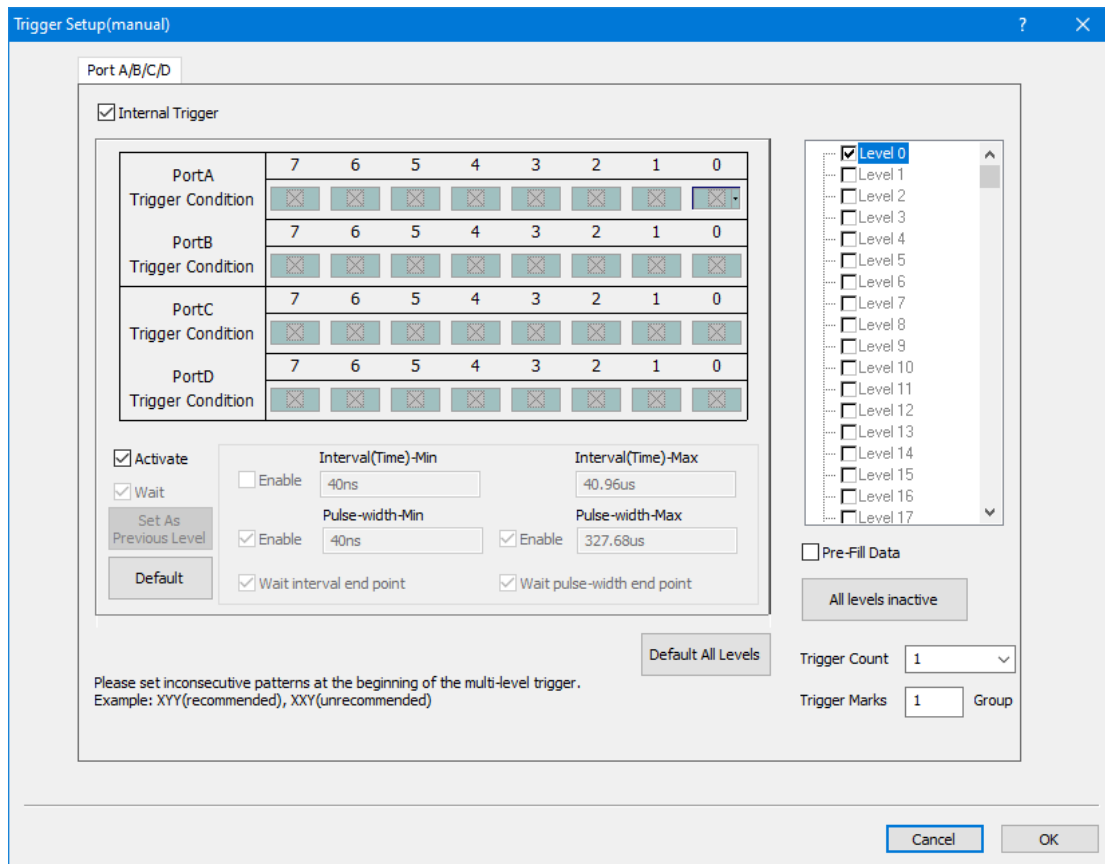 Trigger Setup(manual)
Port A/B/C/D
Internal Trigger
PortA
Trigger Condition
7 6 5 4 3 2 1 0
PortB
Trigger Condition
7 6 5 4 3 2 1 0
PortC
Trigger Condition
7 6 5 4 3 2 1 0
PortD
Trigger Condition
7 6 5 4 3 2 1 0
Activate
Wait
Set As
Previous Level
Default
Interval(Time)-Min
Interval(Time)-Max
Enable
40ns
40.96us
Pulse-width-Min
Pulse-width-Max
Enable
40ns
Enable
327.68us
Wait interval end point
Wait pulse-width end point
Default All Levels
Please set inconsecutive patterns at the beginning of the multi-level trigger.
Example: XYY(recommended), XXY(unrecommended)
Level 0
Level 1
Level 2
Level 3
Level 4
Level 5
Level 6
Level 7
Level 8
Level 9
Level 10
Level 11
Level 12
Level 13
Level 14
Level 15
Level 16
Level 17
Pre-Fill Data
All levels inactive
Trigger Count 1
Trigger Marks 1 Group
Cancel
OK